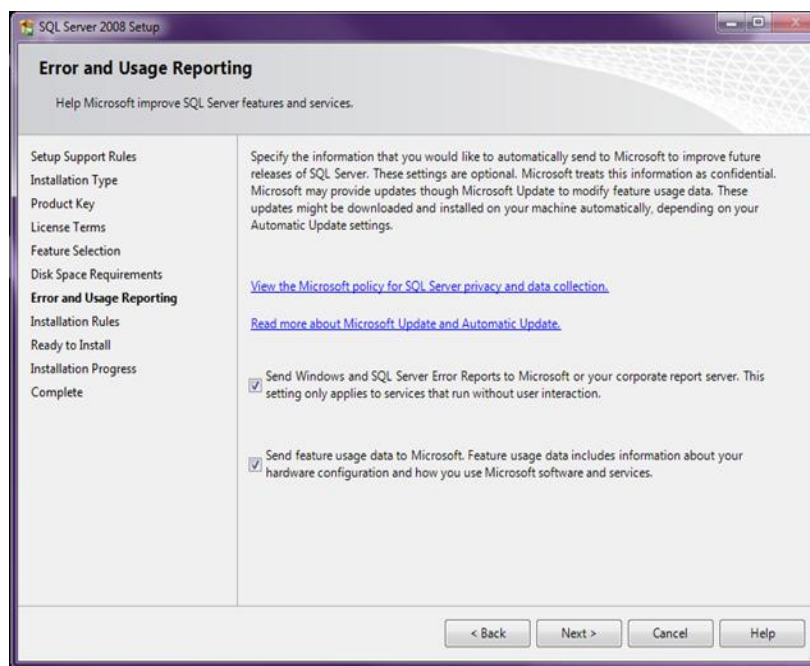 SQL Server 2008 Setup
Error and Usage Reporting
Help Microsoft improve SQL Server features and services.
Setup Support Rules
Installation Type
Product Key
License Terms
Feature Selection
Disk Space Requirements
Error and Usage Reporting
Installation Rules
Ready to Install
Installation Progress
Complete
Specify the information that you would like to automatically send to Microsoft to improve future
releases of SQL Server. These settings are optional. Microsoft treats this information as confidential.
Microsoft may provide updates though Microsoft Update to modify feature usage data. These
updates might be downloaded and installed on your machine automatically, depending on your
Automatic Update settings.
View the Microsoft policy for SQL Server privacy and data collection.
Read more about Microsoft Update and Automatic Update.
Send Windows and SQL Server Error Reports to Microsoft or your corporate report server. This
setting only applies to services that run without user interaction.
Send feature usage data to Microsoft. Feature usage data includes information about your
hardware configuration and how you use Microsoft software and services.
< Back
Next >
Cancel
Help